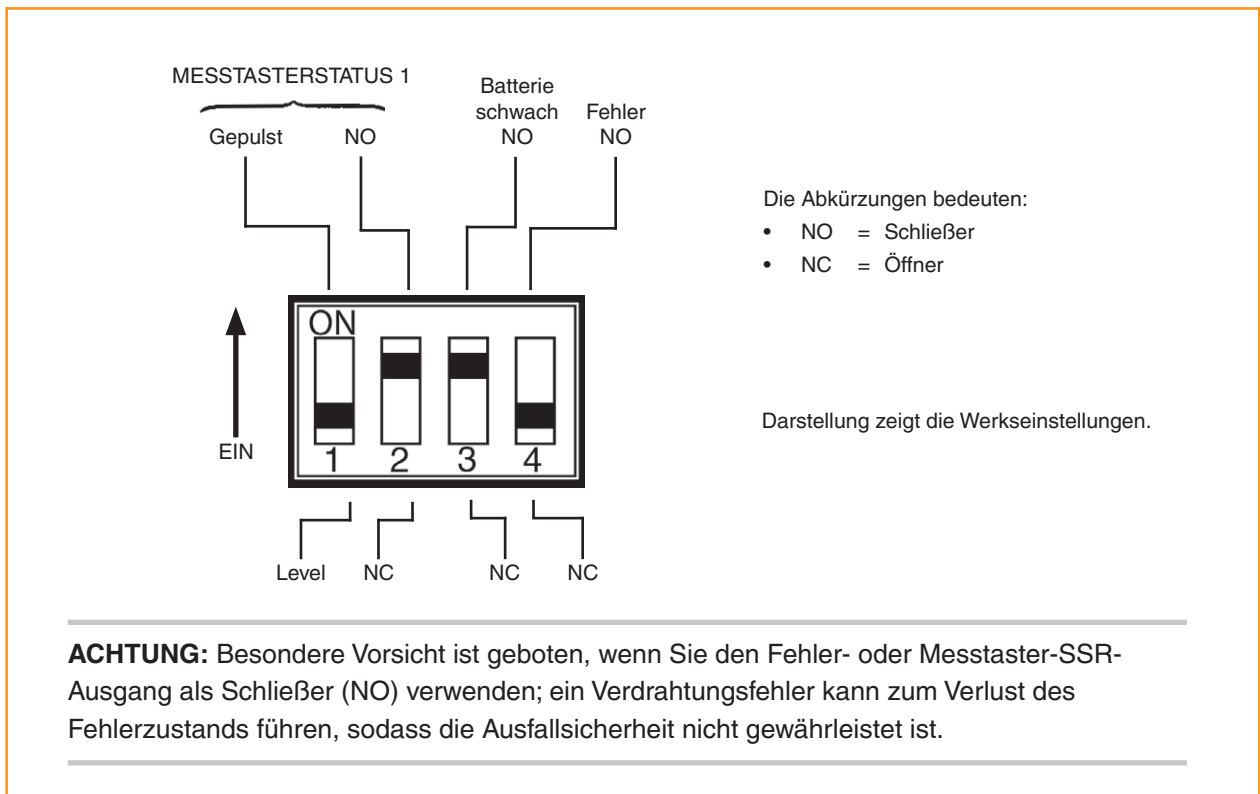 MESSTASTERSTATUS 1
Gepulst NO
Batterie
schwach
NO
Fehler
NO
Die Abkürzungen bedeuten:
• NO = Schließer
• NC = Öffner
ON
EIN
1 2 3 4
Darstellung zeigt die Werkseinstellungen.
Level NC NC NC
ACHTUNG: Besondere Vorsicht ist geboten, wenn Sie den Fehler- oder Messtaster-SSR-
Ausgang als Schließer (NO) verwenden; ein Verdrahtungsfehler kann zum Verlust des
Fehlerzustands führen, sodass die Ausfallsicherheit nicht gewährleistet ist.